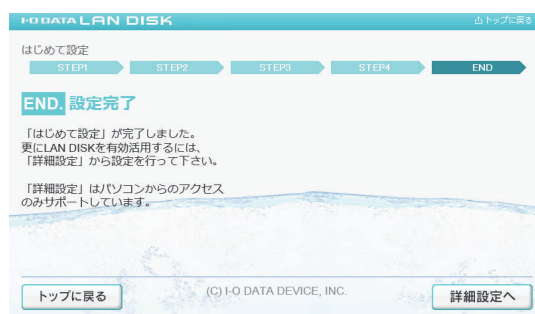 I-O DATA LAN DISK
トップに戻る
はじめて設定
STEP1 STEP2 STEP3 STEP4 END
END. 設定完了
「はじめて設定」が完了しました。
更にLAN DISKを有効活用するには、
「詳細設定」から設定を行って下さい。
「詳細設定」はパソコンからのアクセス
のみサポートしています。
トップに戻る
(C) I-O DATA DEVICE, INC.
詳細設定へ